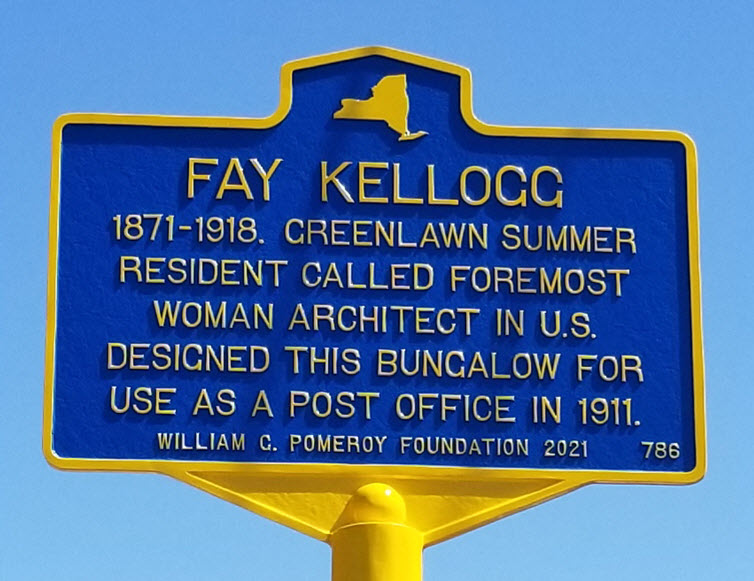 FAY KELLOGG
1871-1918. GREENLAWN SUMMER
RESIDENT CALLED FOREMOST
WOMAN ARCHITECT IN U.S.
DESIGNED THIS BUNGALOW FOR
USE AS A POST OFFICE IN 1911.
WILLIAM G. POMEROY FOUNDATION 2021 786